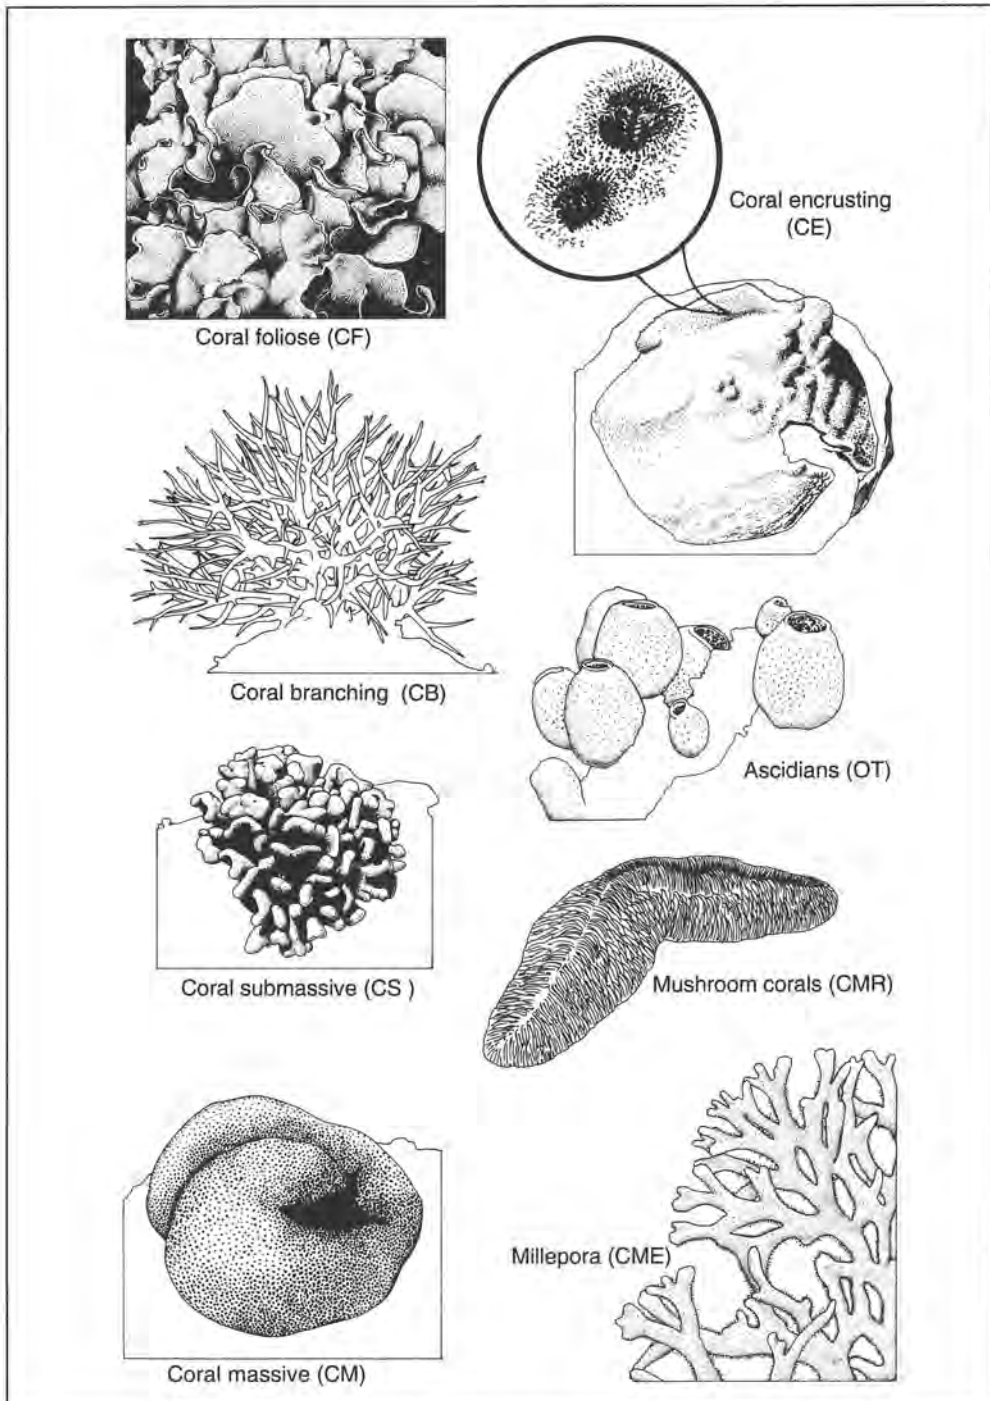 Coral foliose (CF)
Coral encrusting
(CE)
Coral branching (CB)
Ascidians (OT)
Coral submassive (CS )
Mushroom corals (CMR)
Millepora (CME)
Coral massive (CM)